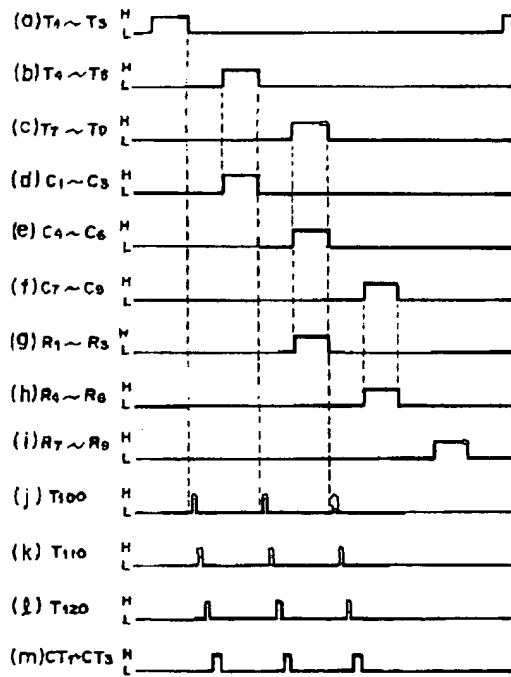 (a) T4~T3 H
L
(b) T4~T6 H
L
(c) T7~T9 H
L
(d) C1~C3 H
L
(e) C4~C6 H
L
(f) C7~C9 H
L
(g) R1~R3 H
L
(h) R4~R6 H
L
(i) R7~R9 H
L
(j) T100 H
L
(k) T110 H
L
(l) T120 H
L
(m) CT1~CT3 H
L